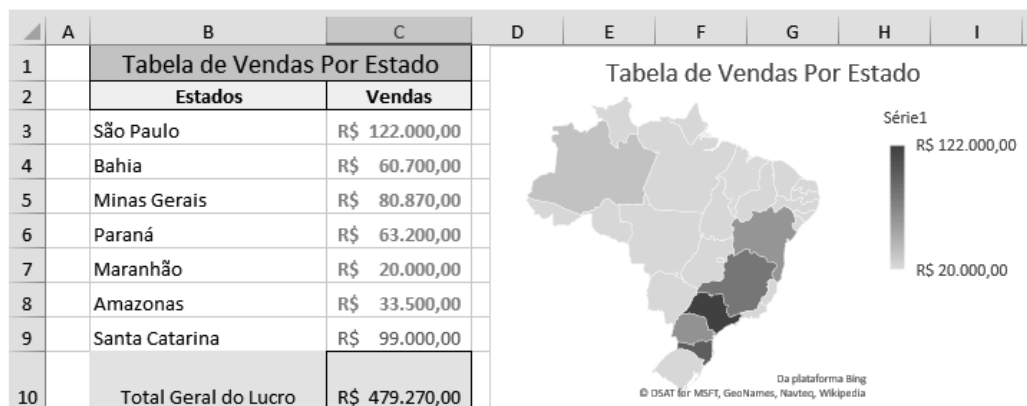 A B C D E F G H I
1 Tabela de Vendas Por Estado
2 Estados Vendas
3 São Paulo R$ 122.000,00
4 Bahia R$ 60.700,00
5 Minas Gerais R$ 80.870,00
6 Paraná R$ 63.200,00
7 Maranhão R$ 20.000,00
8 Amazonas R$ 33.500,00
9 Santa Catarina R$ 99.000,00
10 Total Geral do Lucro R$ 479.270,00
Tabela de Vendas Por Estado
Série1
R$ 122.000,00
R$ 20.000,00
Da plataforma Bing
© DSAT for MSFT, GeoNames, Navteq, Wikipedia